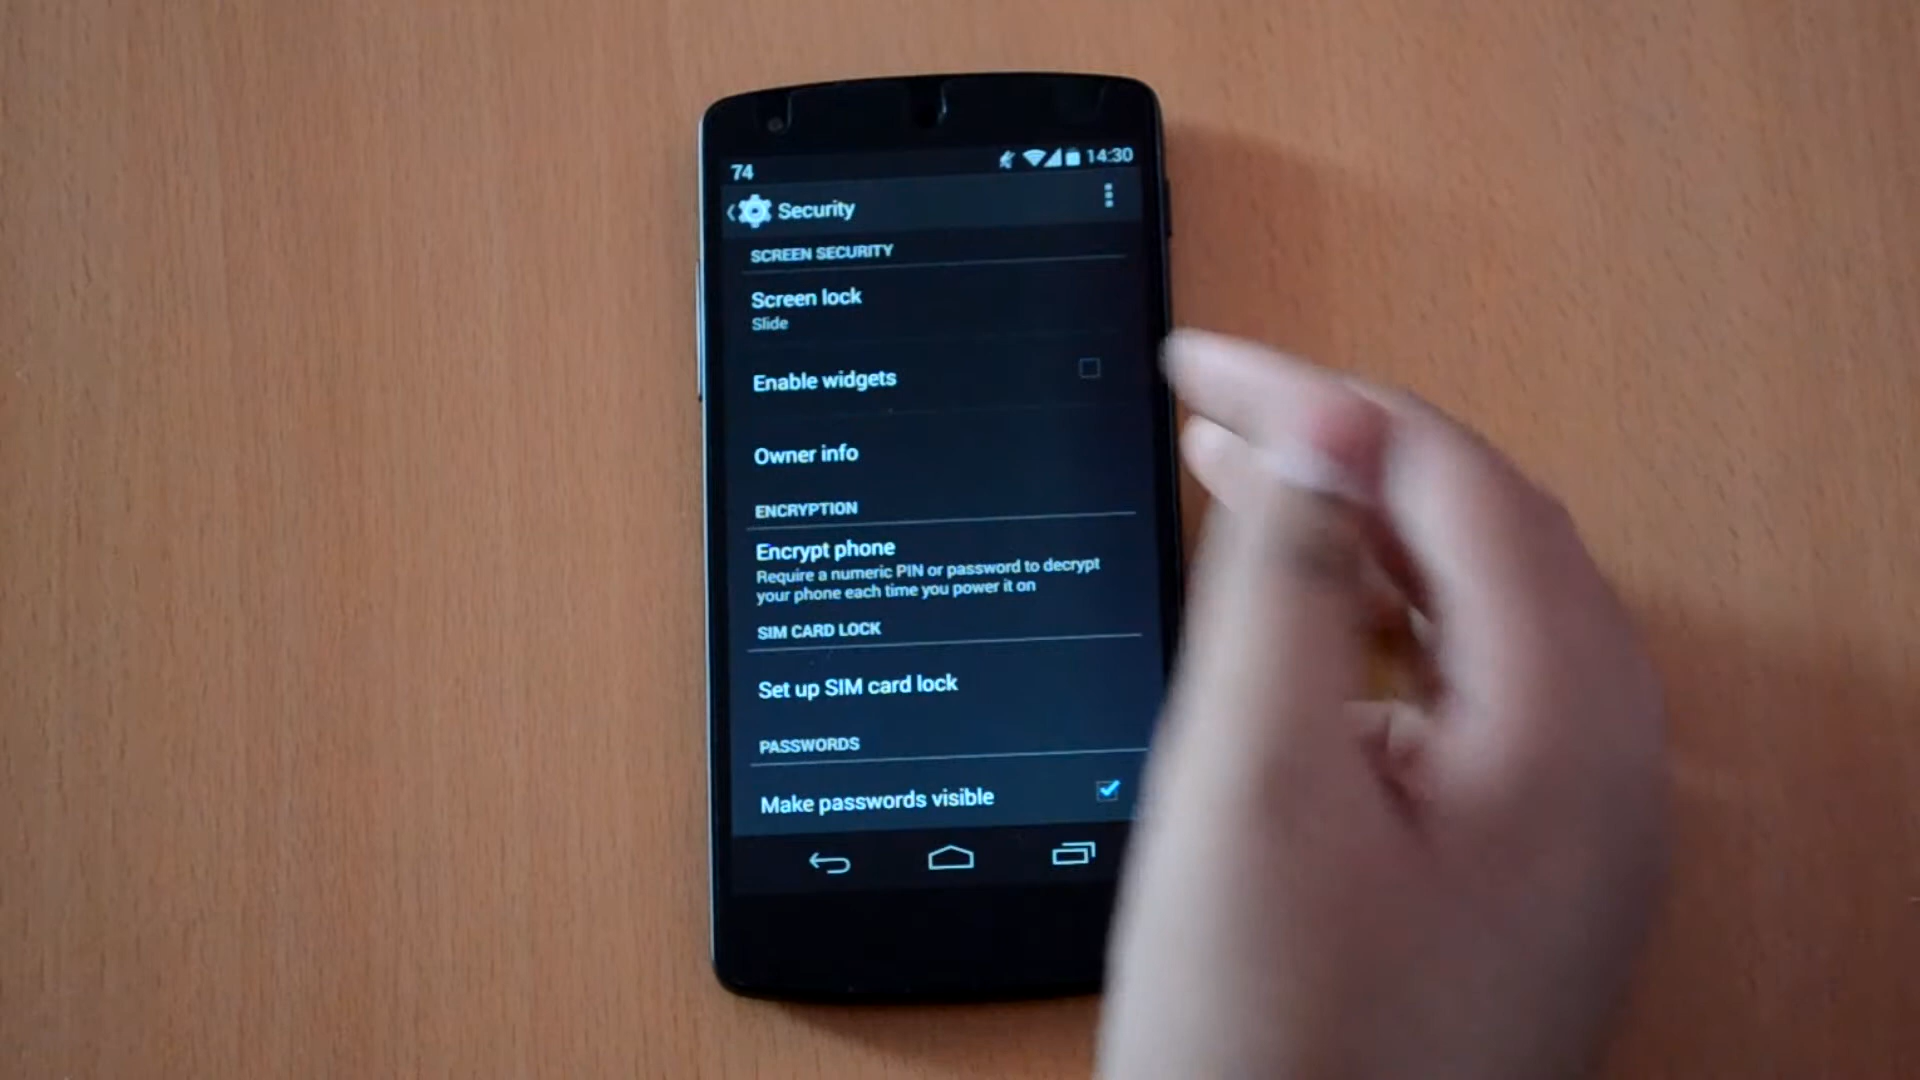 74
14:30
Security
SCREEN SECURITY
Screen lock
Slide
Enable widgets
Owner info
ENCRYPTION
Encrypt phone
Require a numeric PIN or password to decrypt
your phone each time you power it on
SIM CARD LOCK
Set up SIM card lock
PASSWORDS
Make passwords visible